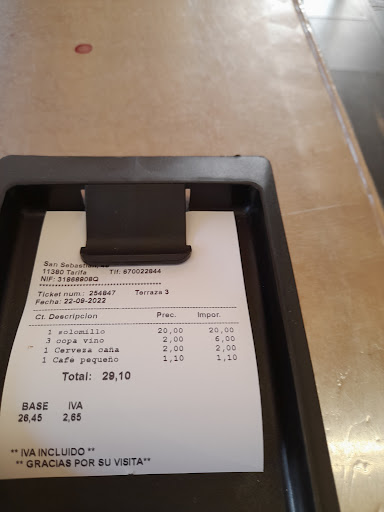 San Sebastian,
11380 Tarifa Tlf: 670022844
NIF: 31868808Q
Ticket num.: 254847 Terraza 3
Fecha: 22-09-2022
Ct. Descripcion Prec. Impor.
1 solomillo 20,00 20,00
3 copa vino 2,00 6,00
1 Cerveza caña 2,00 2,00
1 Café pequeño 1,10 1,10
Total: 29,10
BASE IVA
26,45 2,65
** IVA INCLUIDO **
** GRACIAS POR SU VISITA**